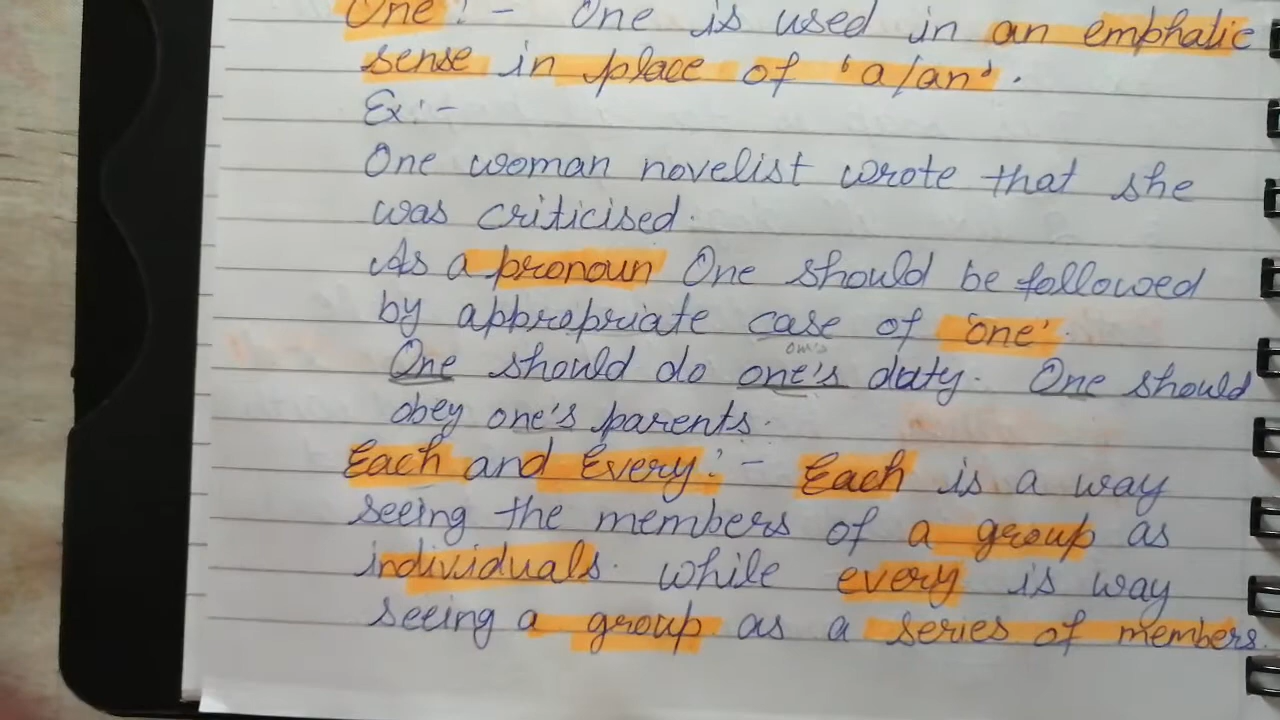 One :- One is used in an emphatic
sense in place of 'a/an'.
Ex :-
One woman novelist wrote that she
was criticised.
As a pronoun One should be followed
by appropriate case of 'one'.
one's
One should do one's duty. One should
obey one's parents.
Each and Every :- Each is a way
seeing the members of a group as
individuals. while every is way
seeing a group as a series of members.